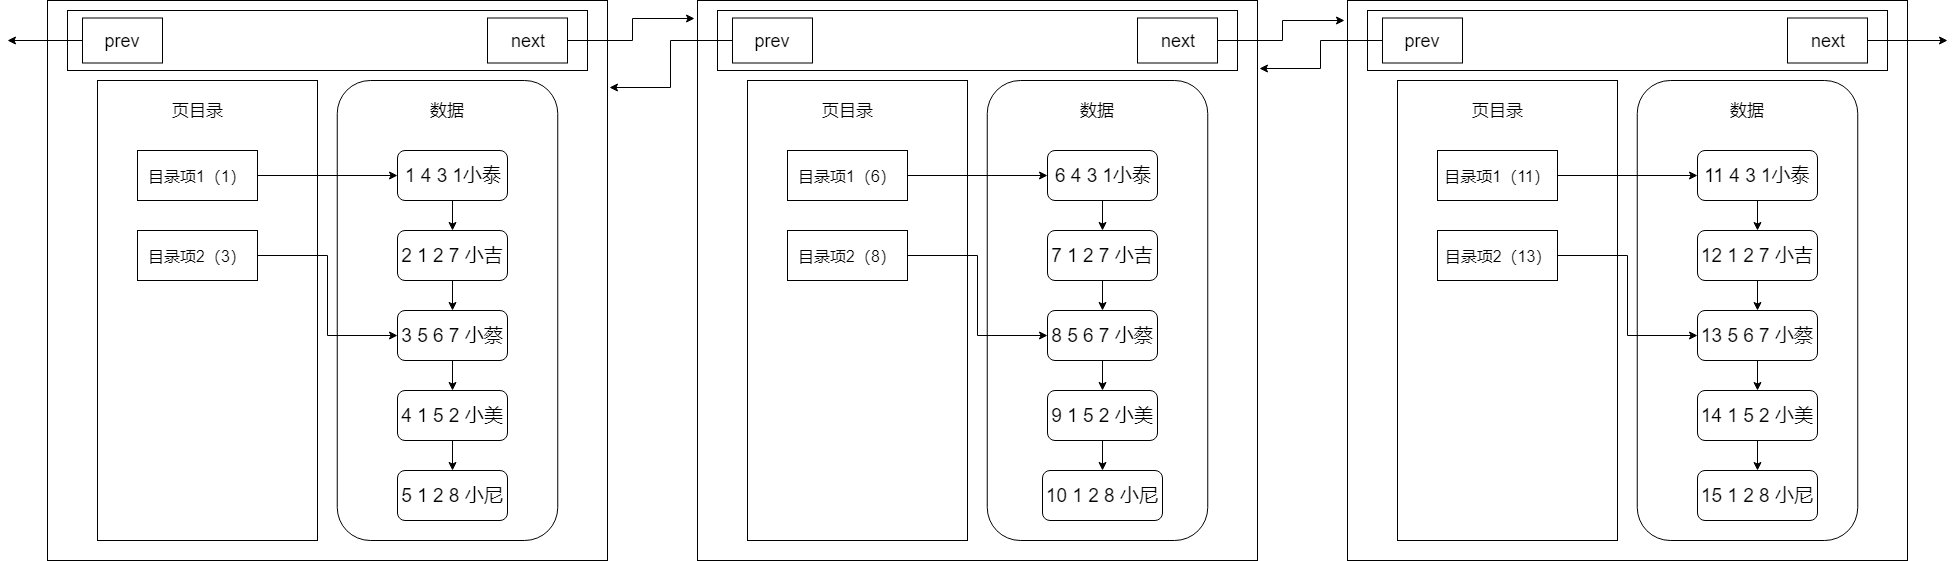 prev
next
页目录
数据
目录项1（1）
1 4 3 1小泰
2 1 2 7 小吉
目录项2（3）
3 5 6 7 小蔡
4 1 5 2 小美
5 1 2 8 小尼
prev
next
页目录
数据
目录项1（6）
6 4 3 1小泰
7 1 2 7 小吉
目录项2（8）
8 5 6 7 小蔡
9 1 5 2 小美
10 1 2 8 小尼
prev
next
页目录
数据
目录项1（11）
11 4 3 1小泰
12 1 2 7 小吉
目录项2（13）
13 5 6 7 小蔡
14 1 5 2 小美
15 1 2 8 小尼